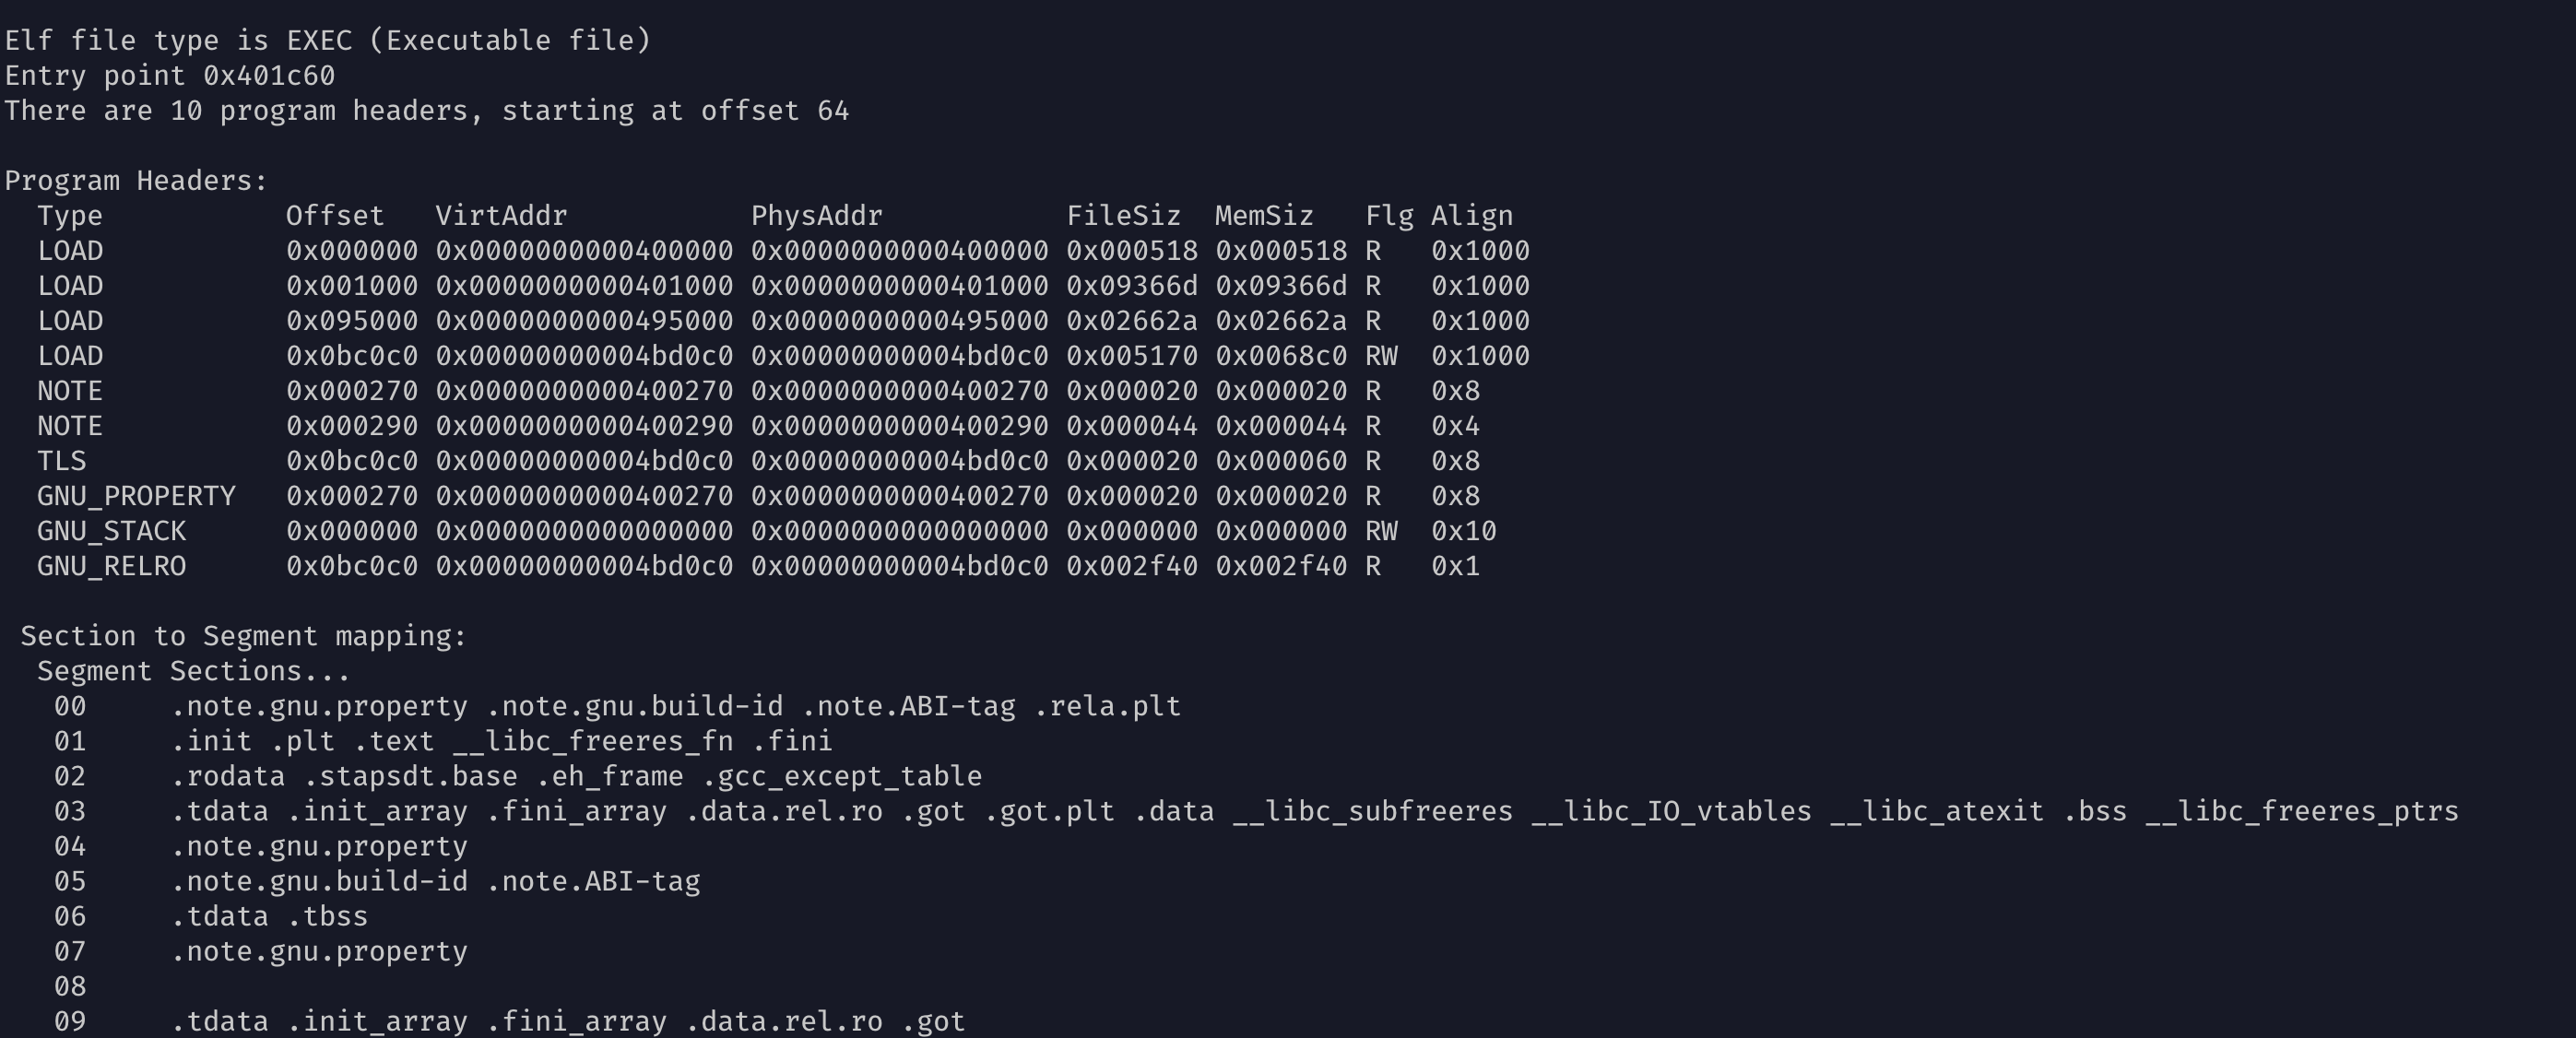 Elf file type is EXEC (Executable file)
Entry point 0x401c60
There are 10 program headers, starting at offset 64

Program Headers:
  Type           Offset   VirtAddr           PhysAddr           FileSiz  MemSiz   Flg Align
  LOAD           0x000000 0x0000000000400000 0x0000000000400000 0x000518 0x000518 R   0x1000
  LOAD           0x001000 0x0000000000401000 0x0000000000401000 0x09366d 0x09366d R   0x1000
  LOAD           0x095000 0x0000000000495000 0x0000000000495000 0x02662a 0x02662a R   0x1000
  LOAD           0x0bc0c0 0x00000000004bd0c0 0x00000000004bd0c0 0x005170 0x0068c0 RW  0x1000
  NOTE           0x000270 0x0000000000400270 0x0000000000400270 0x000020 0x000020 R   0x8
  NOTE           0x000290 0x0000000000400290 0x0000000000400290 0x000044 0x000044 R   0x4
  TLS            0x0bc0c0 0x00000000004bd0c0 0x00000000004bd0c0 0x000020 0x000060 R   0x8
  GNU_PROPERTY   0x000270 0x0000000000400270 0x0000000000400270 0x000020 0x000020 R   0x8
  GNU_STACK      0x000000 0x0000000000000000 0x0000000000000000 0x000000 0x000000 RW  0x10
  GNU_RELRO      0x0bc0c0 0x00000000004bd0c0 0x00000000004bd0c0 0x002f40 0x002f40 R   0x1

 Section to Segment mapping:
  Segment Sections...
   00     .note.gnu.property .note.gnu.build-id .note.ABI-tag .rela.plt
   01     .init .plt .text __libc_freeres_fn .fini
   02     .rodata .stapsdt.base .eh_frame .gcc_except_table
   03     .tdata .init_array .fini_array .data.rel.ro .got .got.plt .data __libc_subfreeres __libc_IO_vtables __libc_atexit .bss __libc_freeres_ptrs
   04     .note.gnu.property
   05     .note.gnu.build-id .note.ABI-tag
   06     .tdata .tbss
   07     .note.gnu.property
   08
   09     .tdata .init_array .fini_array .data.rel.ro .got